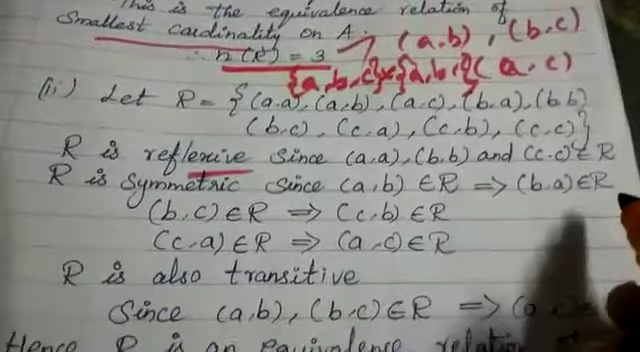 This is the equivalence relation of
Smallest cardinality on A.
(a,b), (b,c)
∴ n(R) = 3
{a,b,c}×{a,b,c} (a,c)
(ii) Let R = {(a.a), (a,b), (a.c), (b.a), (b.b)
(b.c), (c.a), (c.b), (c.c)}
R is reflexive since (a,a), (b,b) and (c.c) ∈ R
R is Symmetric since (a,b) ∈ R ⟹ (b.a) ∈ R
(b,c) ∈ R ⟹ (c.b) ∈ R
(c.a) ∈ R ⟹ (a.c) ∈ R
R is also transitive
Since (a,b), (b,c) ∈ R ⟹
Hence R is an equivalence relation of